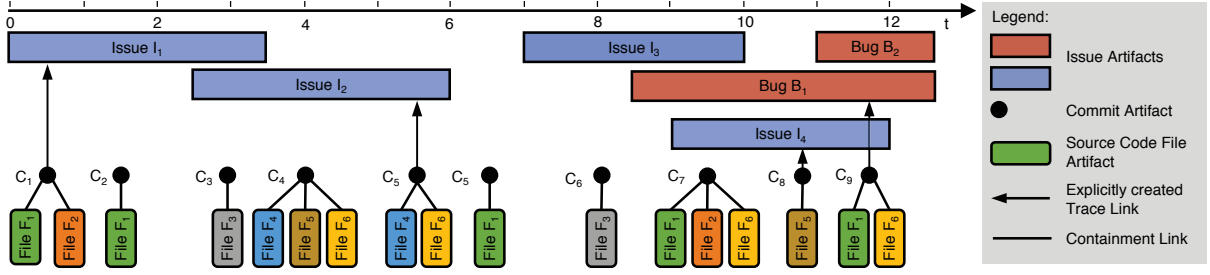 0 2 4 6 8 10 12 t
Issue I1
Issue I3
Bug B2
Issue I2
Bug B1
Issue I4
C1 C2 C3 C4 C5 C5 C6 C7 C8 C9
File F1
File F2
File F1
File F3
File F4
File F5
File F6
File F4
File F6
File F1
File F3
File F1
File F2
File F6
File F5
File F1
File F6
Legend:
Issue Artifacts
Commit Artifact
Source Code File
Artifact
Explicitly created
Trace Link
Containment Link